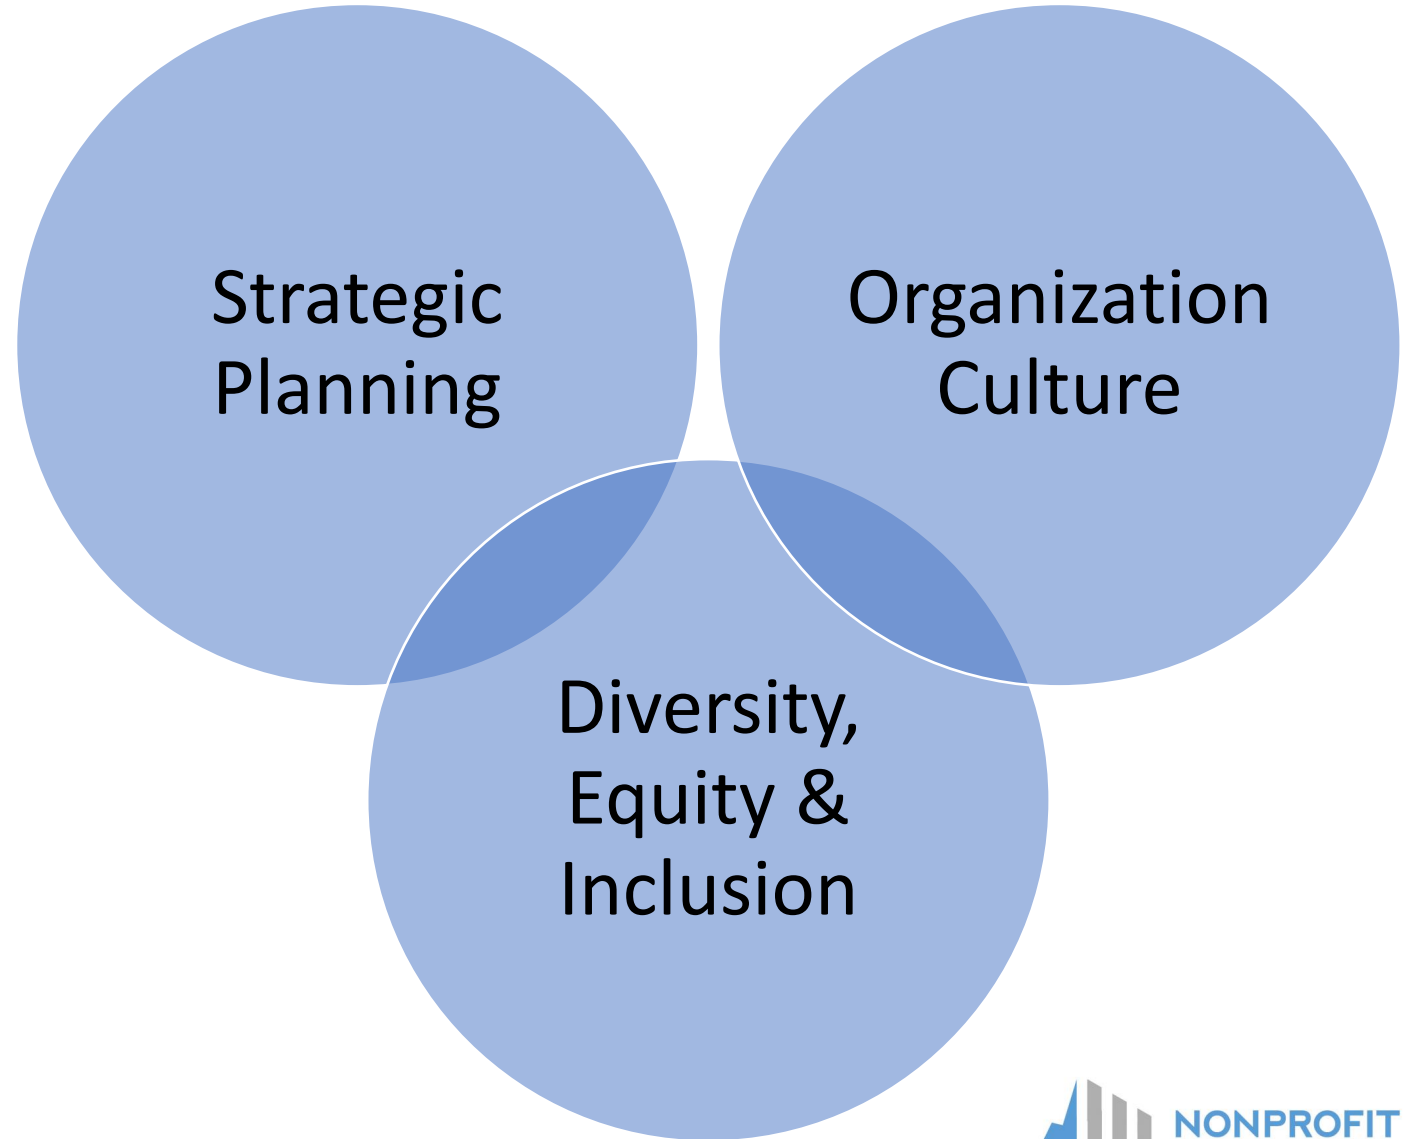 Strategic
Planning
Organization
Culture
Diversity,
Equity &
Inclusion
NONPROFIT